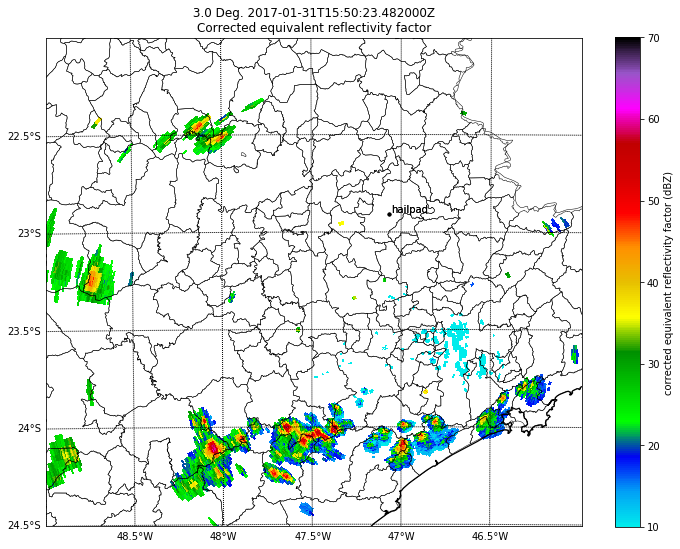 3.0 Deg. 2017-01-31T15:50:23.482000Z
Corrected equivalent reflectivity factor
70
60
50
40
30
20
10
corrected equivalent reflectivity factor (dBZ)
22.5°S
23°S
23.5°S
24°S
24.5°S
hailpad
48.5°W
48°W
47.5°W
47°W
46.5°W